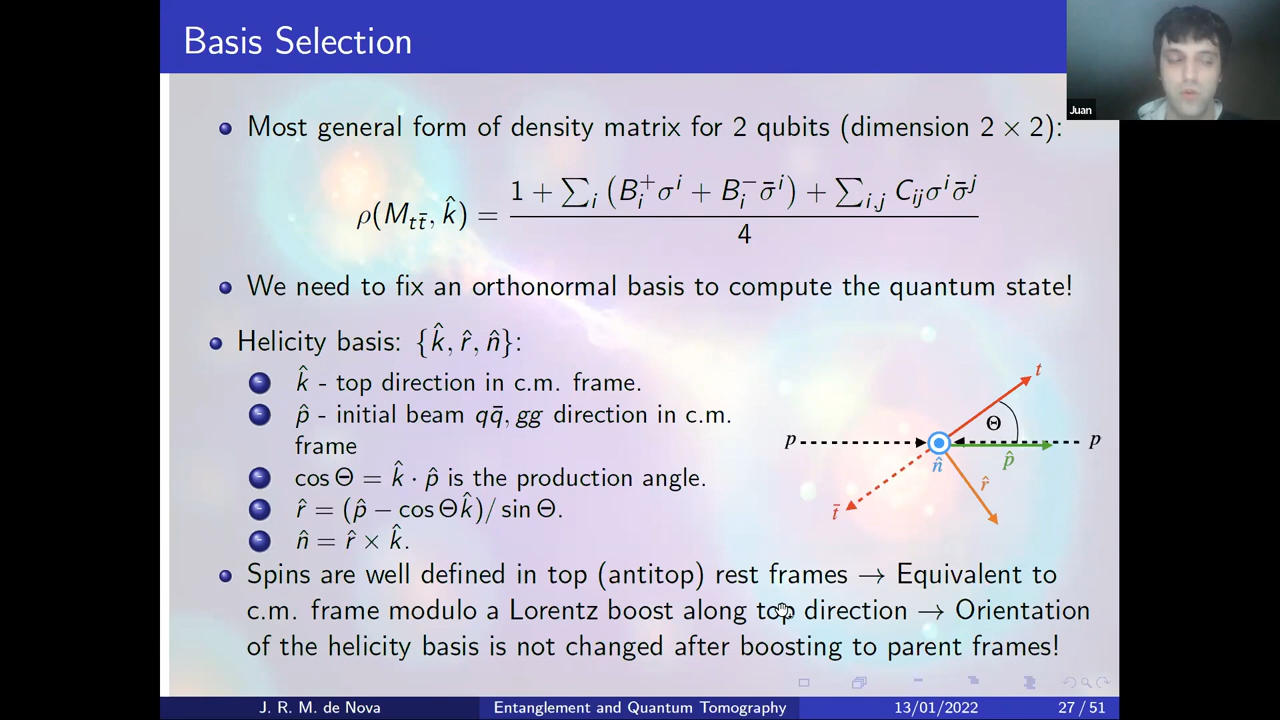 Basis Selection
Juan
Most general form of density matrix for 2 qubits (dimension 2 × 2):
ρ(M_{tt̄}, k̂) = \frac{1 + ∑_i (B_i^+ σ^i + B_i^- σ̄^i) + ∑_{i,j} C_{ij} σ^i σ̄^j}{4}
We need to fix an orthonormal basis to compute the quantum state!
Helicity basis: {k̂, r̂, n̂}:
k̂ - top direction in c.m. frame.
p̂ - initial beam qq̄, gg direction in c.m.
frame
cos Θ = k̂ · p̂ is the production angle.
r̂ = (p̂ − cos Θk̂)/ sin Θ.
n̂ = r̂ × k̂.
t
Θ
p
p
n̂
p̂
r̂
t̄
Spins are well defined in top (antitop) rest frames → Equivalent to
c.m. frame modulo a Lorentz boost along top direction → Orientation
of the helicity basis is not changed after boosting to parent frames!
J. R. M. de Nova
Entanglement and Quantum Tomography
13/01/2022
27 / 51